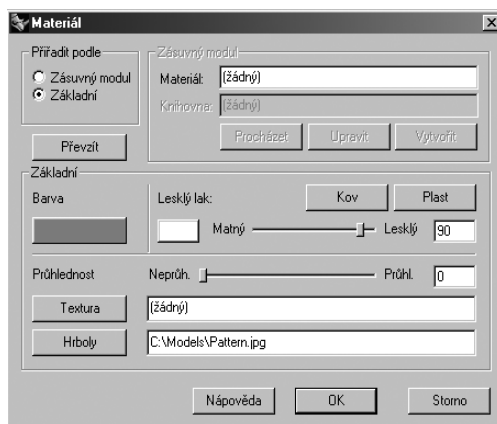 Materiál
Přiřadit podle
Zásuvný modul
Základní
Převzít
Zásuvný modul
Materiál: (žádný)
Knihovna: (žádný)
Procházet Upravit Vytvořit
Základní
Barva Lesklý lak: Kov Plast
Matný Lesklý 90
Průhlednost Neprůh. Průhl. 0
Textura (žádný)
Hrboly C:\Models\Pattern.jpg
Nápověda OK Storno